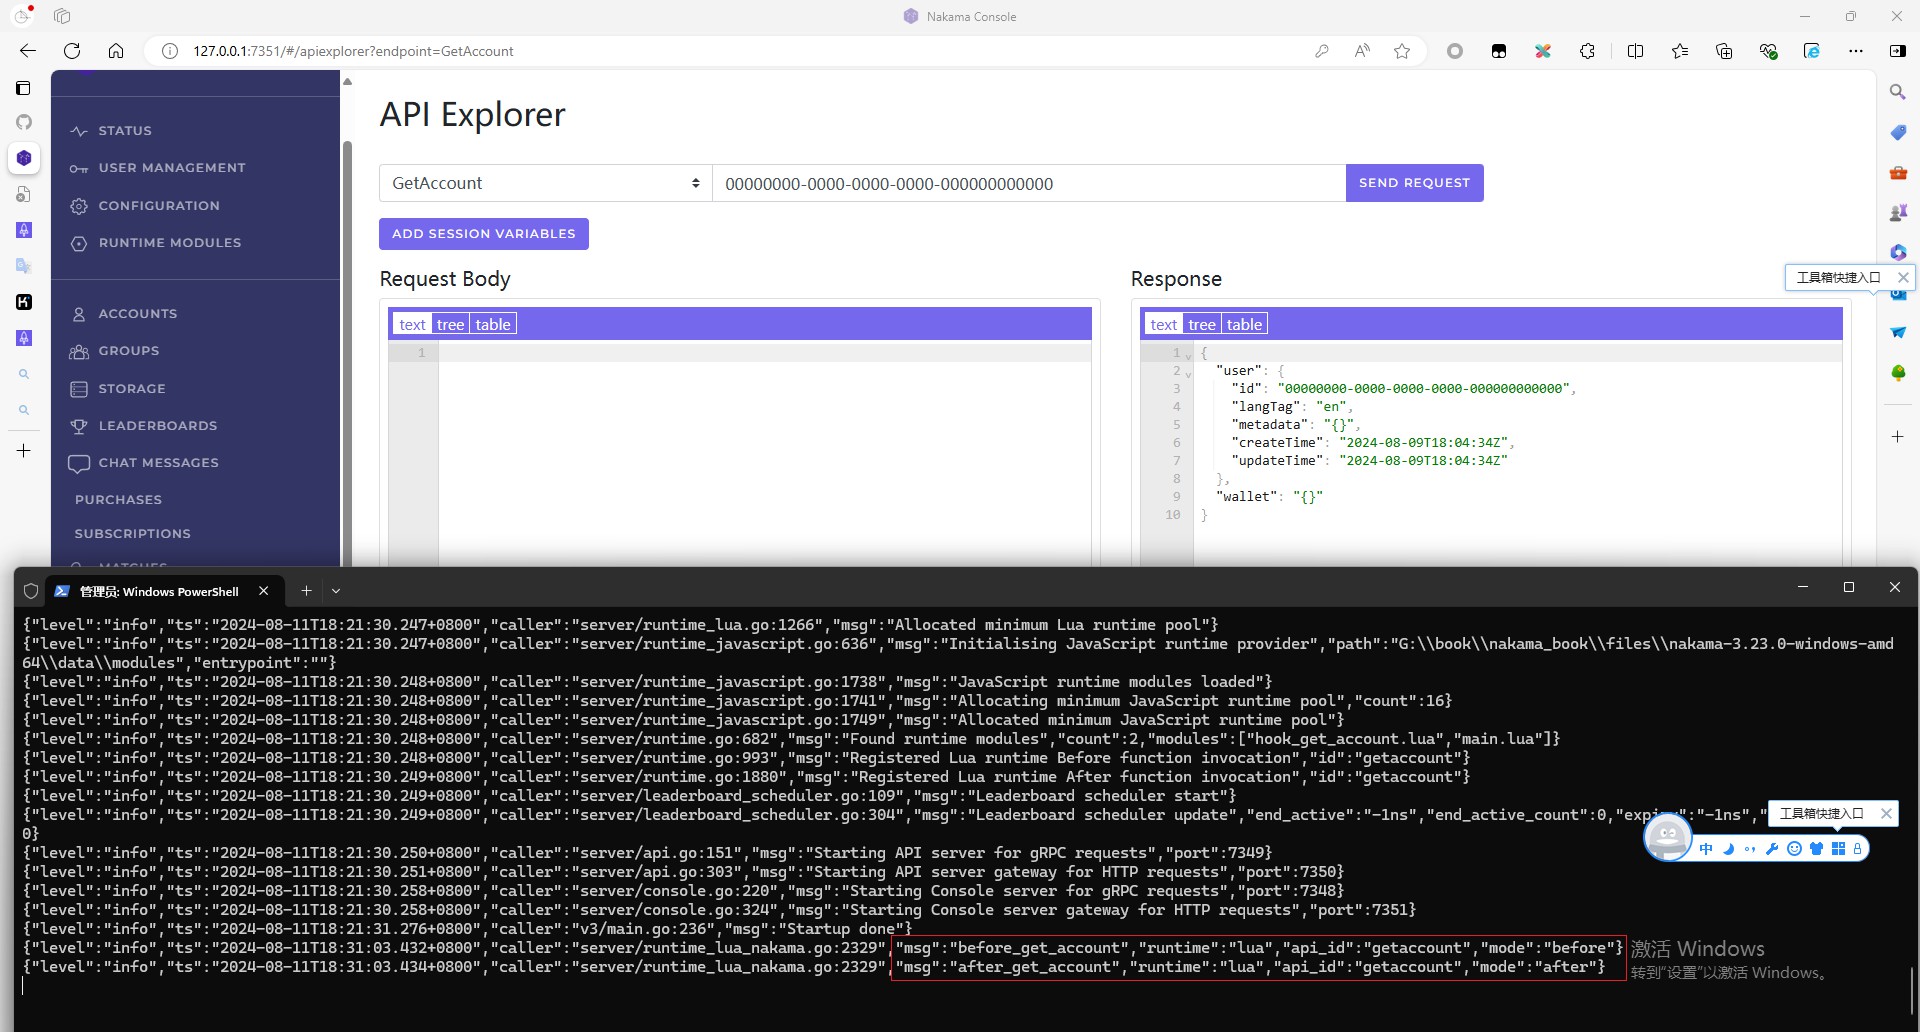 Nakama Console
127.0.0.1:7351/#/apiexplorer?endpoint=GetAccount
STATUS
USER MANAGEMENT
CONFIGURATION
RUNTIME MODULES
ACCOUNTS
GROUPS
STORAGE
LEADERBOARDS
CHAT MESSAGES
PURCHASES
SUBSCRIPTIONS
MATCHES
API Explorer
GetAccount
00000000-0000-0000-0000-000000000000
SEND REQUEST
ADD SESSION VARIABLES
Request Body
text tree table
1
Response
text tree table
1 {
2 "user": {
3 "id": "00000000-0000-0000-0000-000000000000",
4 "langTag": "en",
5 "metadata": "{}",
6 "createTime": "2024-08-09T18:04:34Z",
7 "updateTime": "2024-08-09T18:04:34Z"
8 },
9 "wallet": "{}"
10 }
工具箱快捷入口
管理员: Windows PowerShell
{"level":"info","ts":"2024-08-11T18:21:30.247+0800","caller":"server/runtime_lua.go:1266","msg":"Allocated minimum Lua runtime pool"}
{"level":"info","ts":"2024-08-11T18:21:30.247+0800","caller":"server/runtime_javascript.go:636","msg":"Initialising JavaScript runtime provider","path":"G:\\book\\nakama_book\\files\\nakama-3.23.0-windows-amd
64\\data\\modules","entrypoint":""}
{"level":"info","ts":"2024-08-11T18:21:30.248+0800","caller":"server/runtime_javascript.go:1738","msg":"JavaScript runtime modules loaded"}
{"level":"info","ts":"2024-08-11T18:21:30.248+0800","caller":"server/runtime_javascript.go:1741","msg":"Allocating minimum JavaScript runtime pool","count":16}
{"level":"info","ts":"2024-08-11T18:21:30.248+0800","caller":"server/runtime_javascript.go:1749","msg":"Allocated minimum JavaScript runtime pool"}
{"level":"info","ts":"2024-08-11T18:21:30.248+0800","caller":"server/runtime.go:682","msg":"Found runtime modules","count":2,"modules":["hook_get_account.lua","main.lua"]}
{"level":"info","ts":"2024-08-11T18:21:30.248+0800","caller":"server/runtime.go:993","msg":"Registered Lua runtime Before function invocation","id":"getaccount"}
{"level":"info","ts":"2024-08-11T18:21:30.249+0800","caller":"server/runtime.go:1880","msg":"Registered Lua runtime After function invocation","id":"getaccount"}
{"level":"info","ts":"2024-08-11T18:21:30.249+0800","caller":"server/leaderboard_scheduler.go:109","msg":"Leaderboard scheduler start"}
{"level":"info","ts":"2024-08-11T18:21:30.249+0800","caller":"server/leaderboard_scheduler.go:304","msg":"Leaderboard scheduler update","end_active":"-1ns","end_active_count":0,"expi":"-1ns","
0}
{"level":"info","ts":"2024-08-11T18:21:30.250+0800","caller":"server/api.go:151","msg":"Starting API server for gRPC requests","port":7349}
{"level":"info","ts":"2024-08-11T18:21:30.251+0800","caller":"server/api.go:303","msg":"Starting API server gateway for HTTP requests","port":7350}
{"level":"info","ts":"2024-08-11T18:21:30.258+0800","caller":"server/console.go:220","msg":"Starting Console server for gRPC requests","port":7348}
{"level":"info","ts":"2024-08-11T18:21:30.258+0800","caller":"server/console.go:324","msg":"Starting Console server gateway for HTTP requests","port":7351}
{"level":"info","ts":"2024-08-11T18:21:31.276+0800","caller":"v3/main.go:236","msg":"Startup done"}
{"level":"info","ts":"2024-08-11T18:31:03.432+0800","caller":"server/runtime_lua_nakama.go:2329","msg":"before_get_account","runtime":"lua","api_id":"getaccount","mode":"before"}
{"level":"info","ts":"2024-08-11T18:31:03.434+0800","caller":"server/runtime_lua_nakama.go:2329","msg":"after_get_account","runtime":"lua","api_id":"getaccount","mode":"after"}
工具箱快捷入口
中
激活 Windows
转到"设置"以激活 Windows。